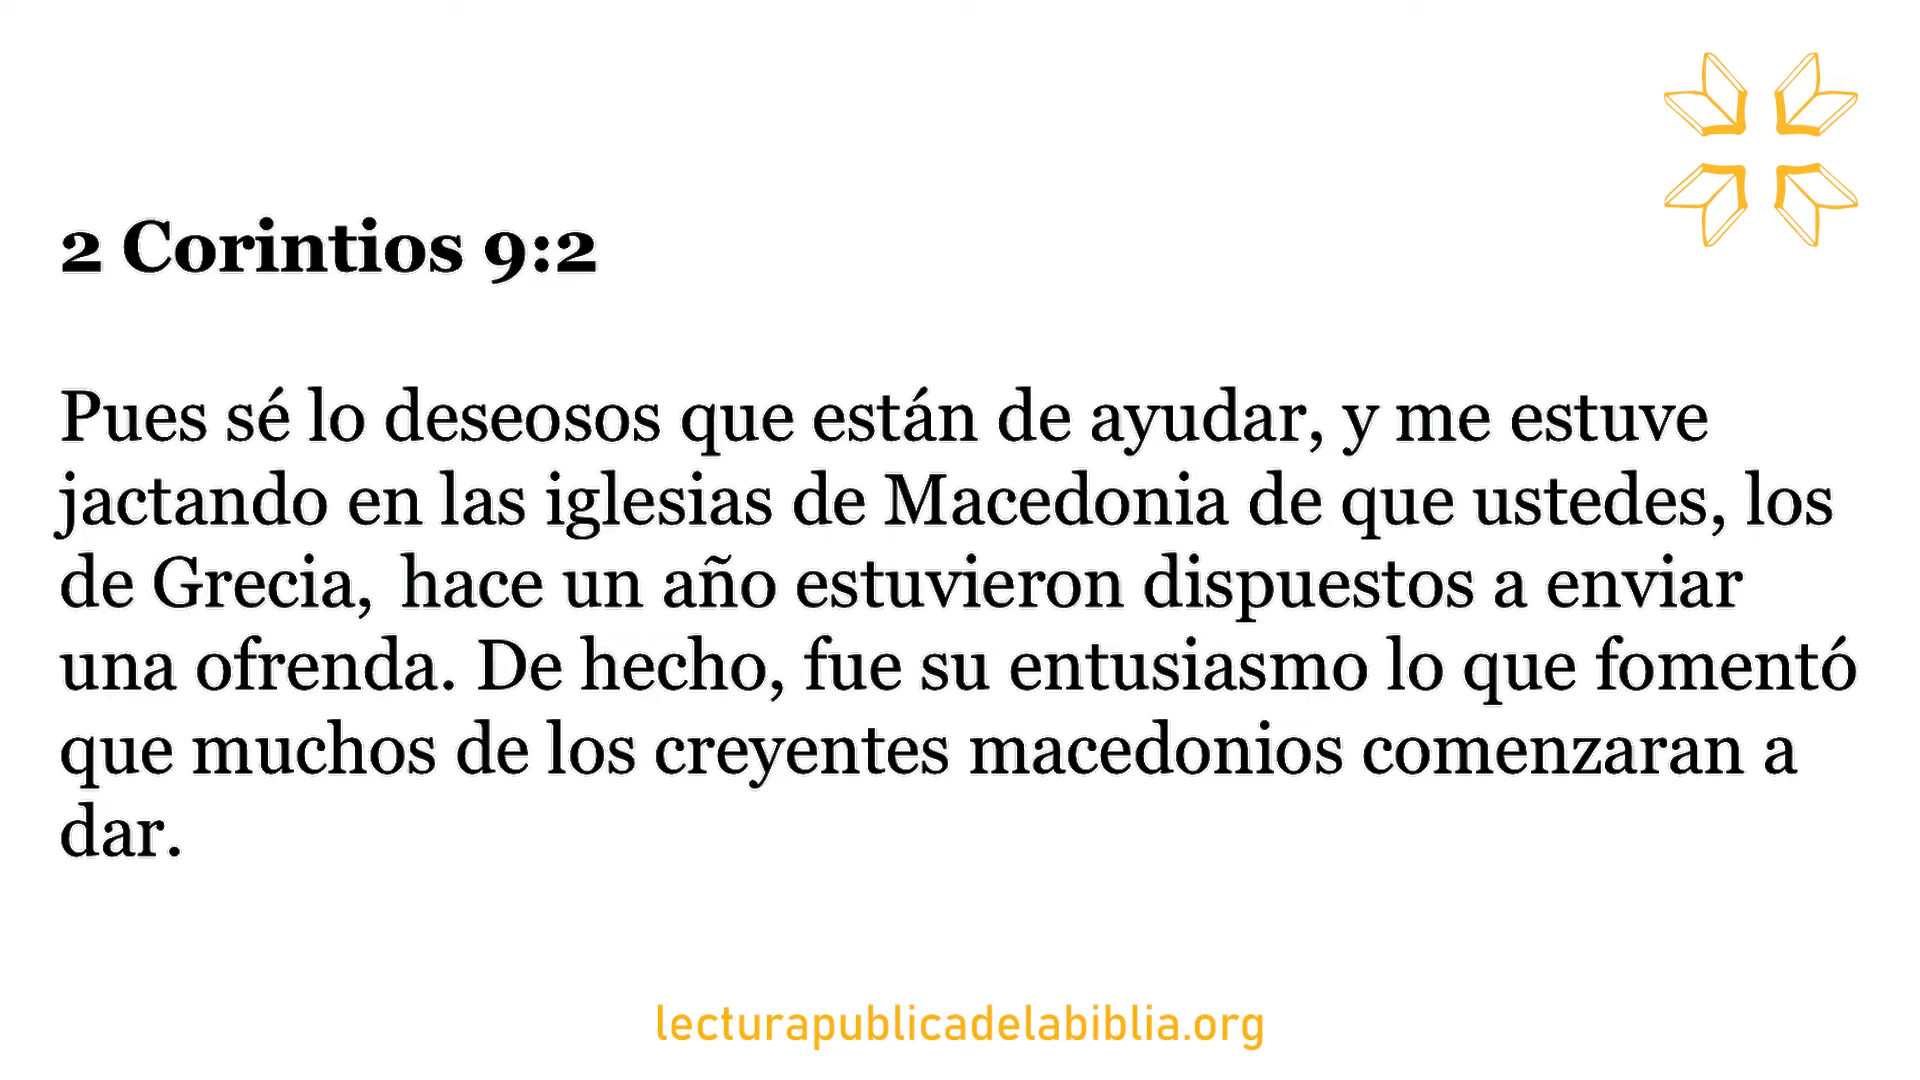 2 Corintios 9:2
Pues sé lo deseosos que están de ayudar, y me estuve
jactando en las iglesias de Macedonia de que ustedes, los
de Grecia, hace un año estuvieron dispuestos a enviar
una ofrenda. De hecho, fue su entusiasmo lo que fomentó
que muchos de los creyentes macedonios comenzaran a
dar.
lecturapublicadelabiblia.org